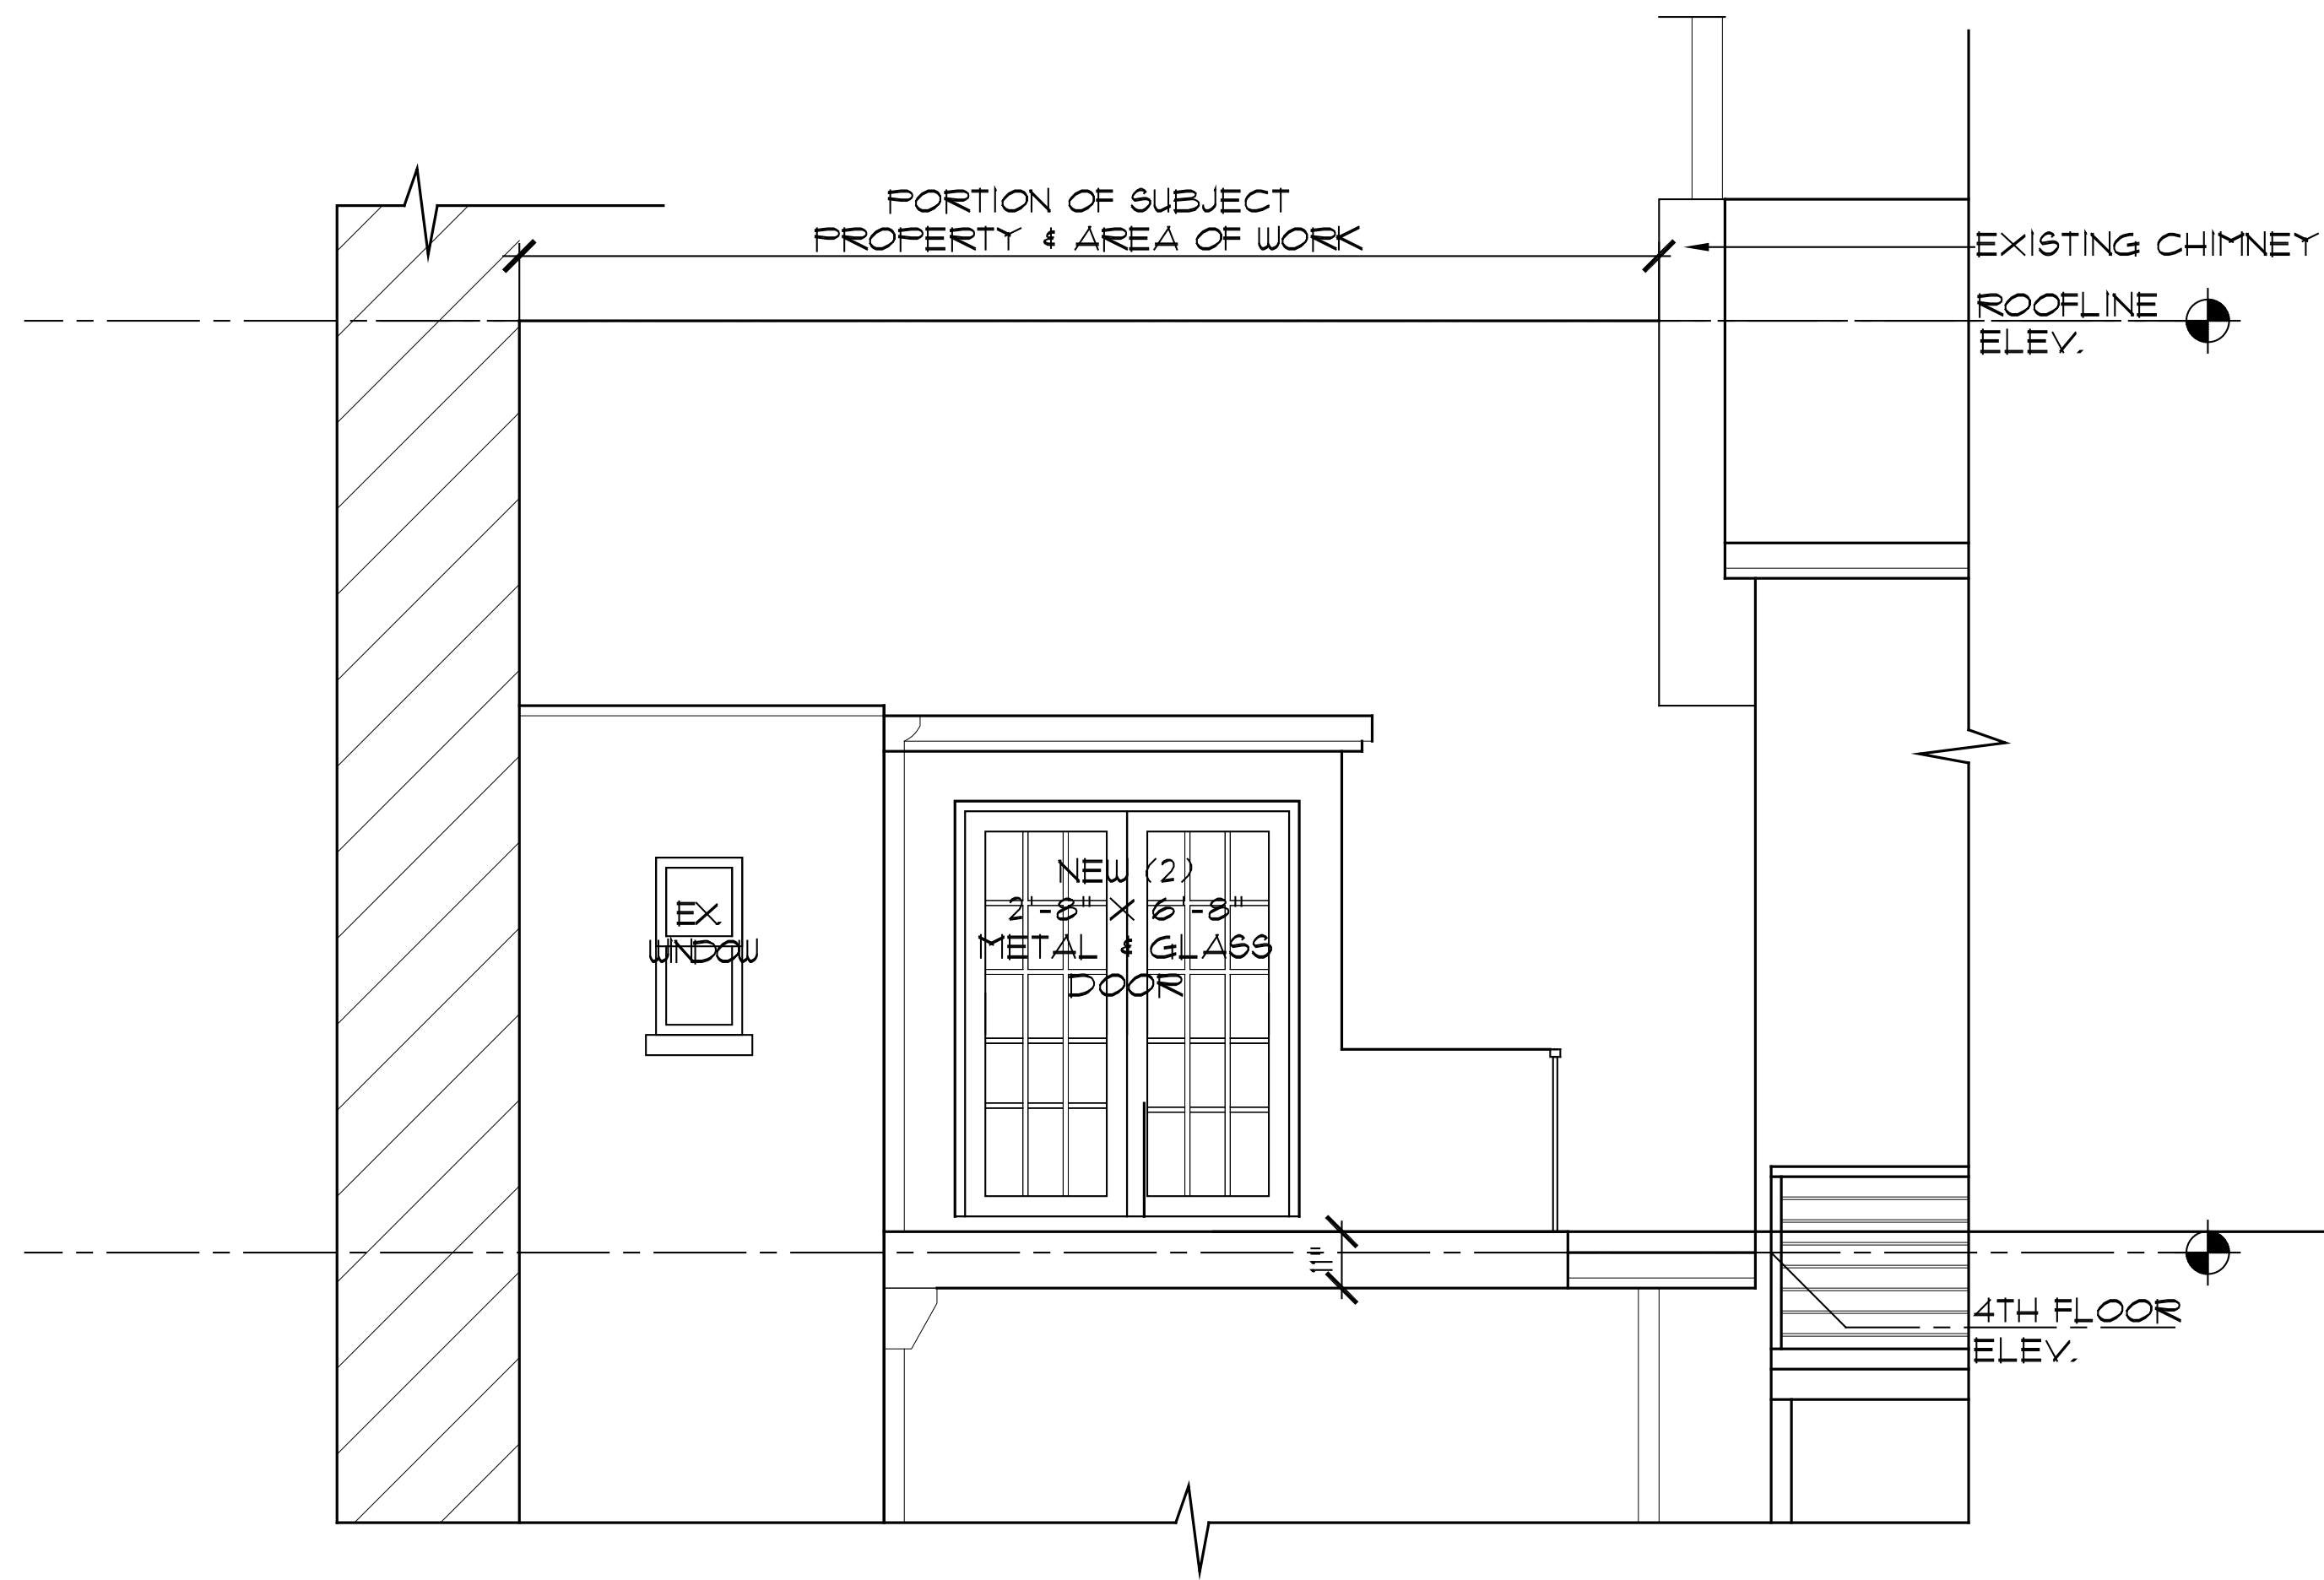 PORTION OF SUBJECT
PROPERTY & AREA OF WORK
EXISTING CHIMNEY
ROOFLINE
ELEV.
NEW (2)
2'-8" X 6'-8"
METAL & GLASS
DOOR
EX.
WINDOW
4TH FLOOR
ELEV.